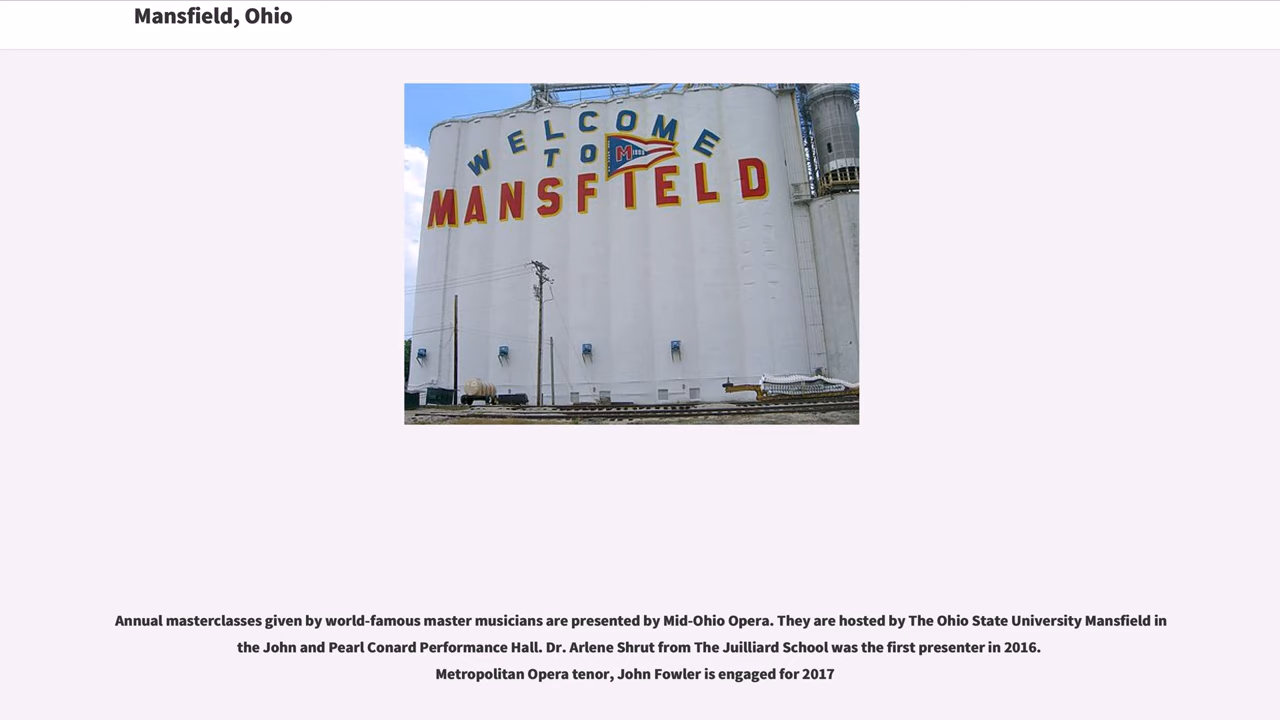 Mansfield, Ohio
WELCOME
TO
M
MANSFIELD
Annual masterclasses given by world-famous master musicians are presented by Mid-Ohio Opera. They are hosted by The Ohio State University Mansfield in
the John and Pearl Conard Performance Hall. Dr. Arlene Shrut from The Juilliard School was the first presenter in 2016.
Metropolitan Opera tenor, John Fowler is engaged for 2017